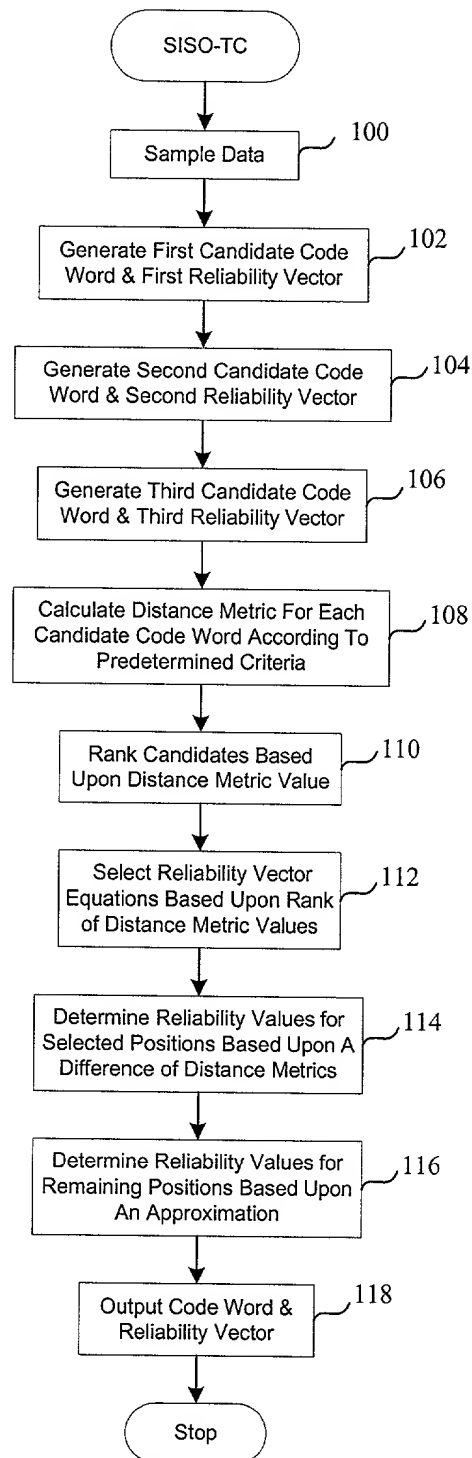 SISO-TC
100
Sample Data
102
Generate First Candidate Code
Word & First Reliability Vector
104
Generate Second Candidate Code
Word & Second Reliability Vector
106
Generate Third Candidate Code
Word & Third Reliability Vector
108
Calculate Distance Metric For Each
Candidate Code Word According To
Predetermined Criteria
110
Rank Candidates Based
Upon Distance Metric Value
112
Select Reliability Vector
Equations Based Upon Rank
of Distance Metric Values
114
Determine Reliability Values for
Selected Positions Based Upon A
Difference of Distance Metrics
116
Determine Reliability Values for
Remaining Positions Based Upon
An Approximation
118
Output Code Word &
Reliability Vector
Stop